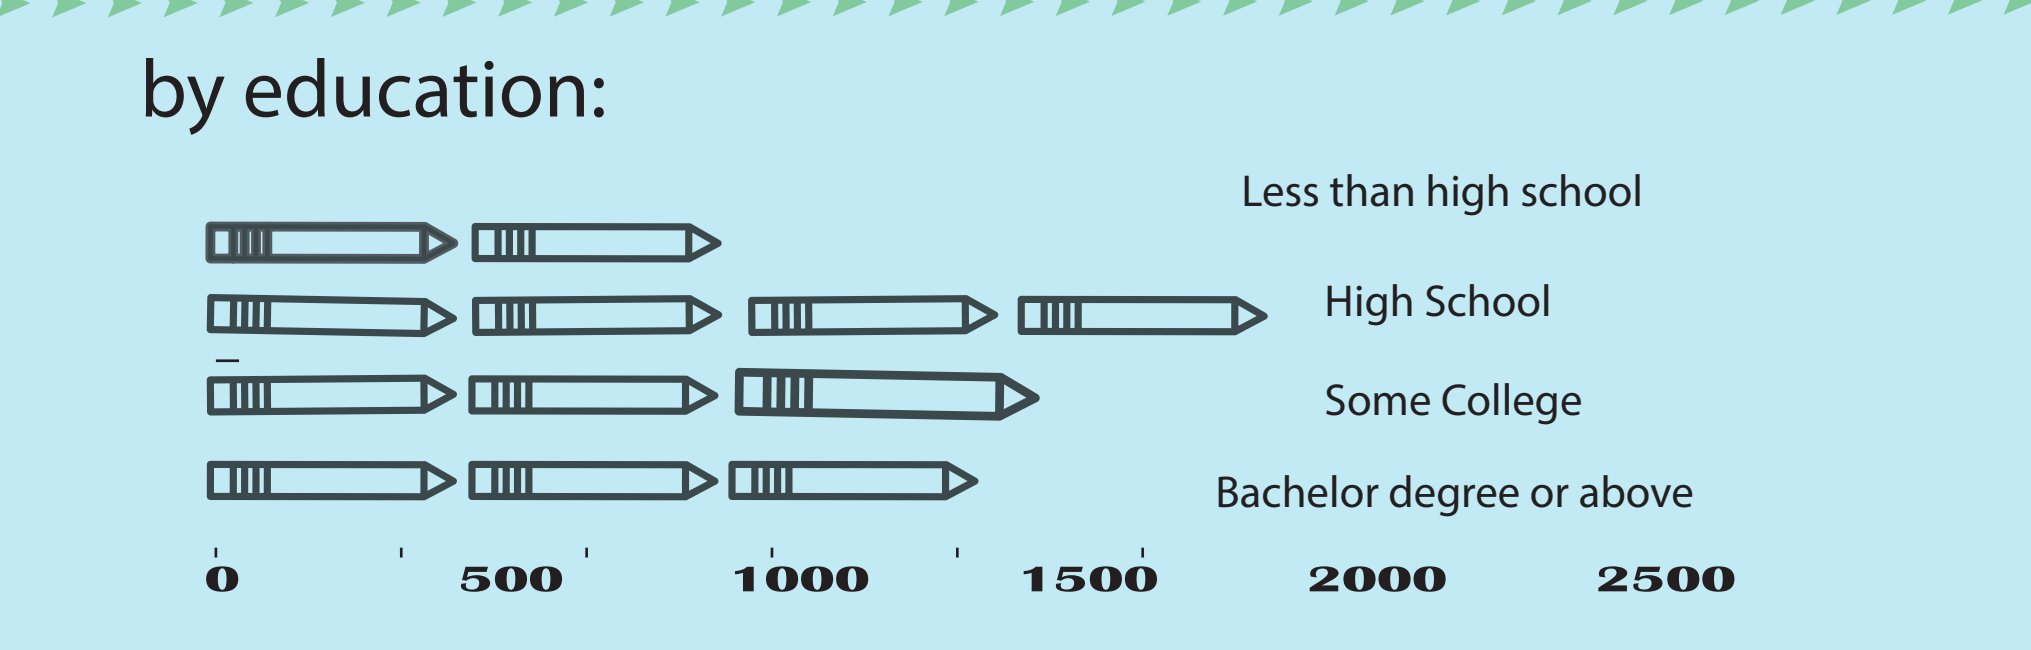 by education:
Less than high school
High School
Some College
Bachelor degree or above
0 500 1000 1500 2000 2500